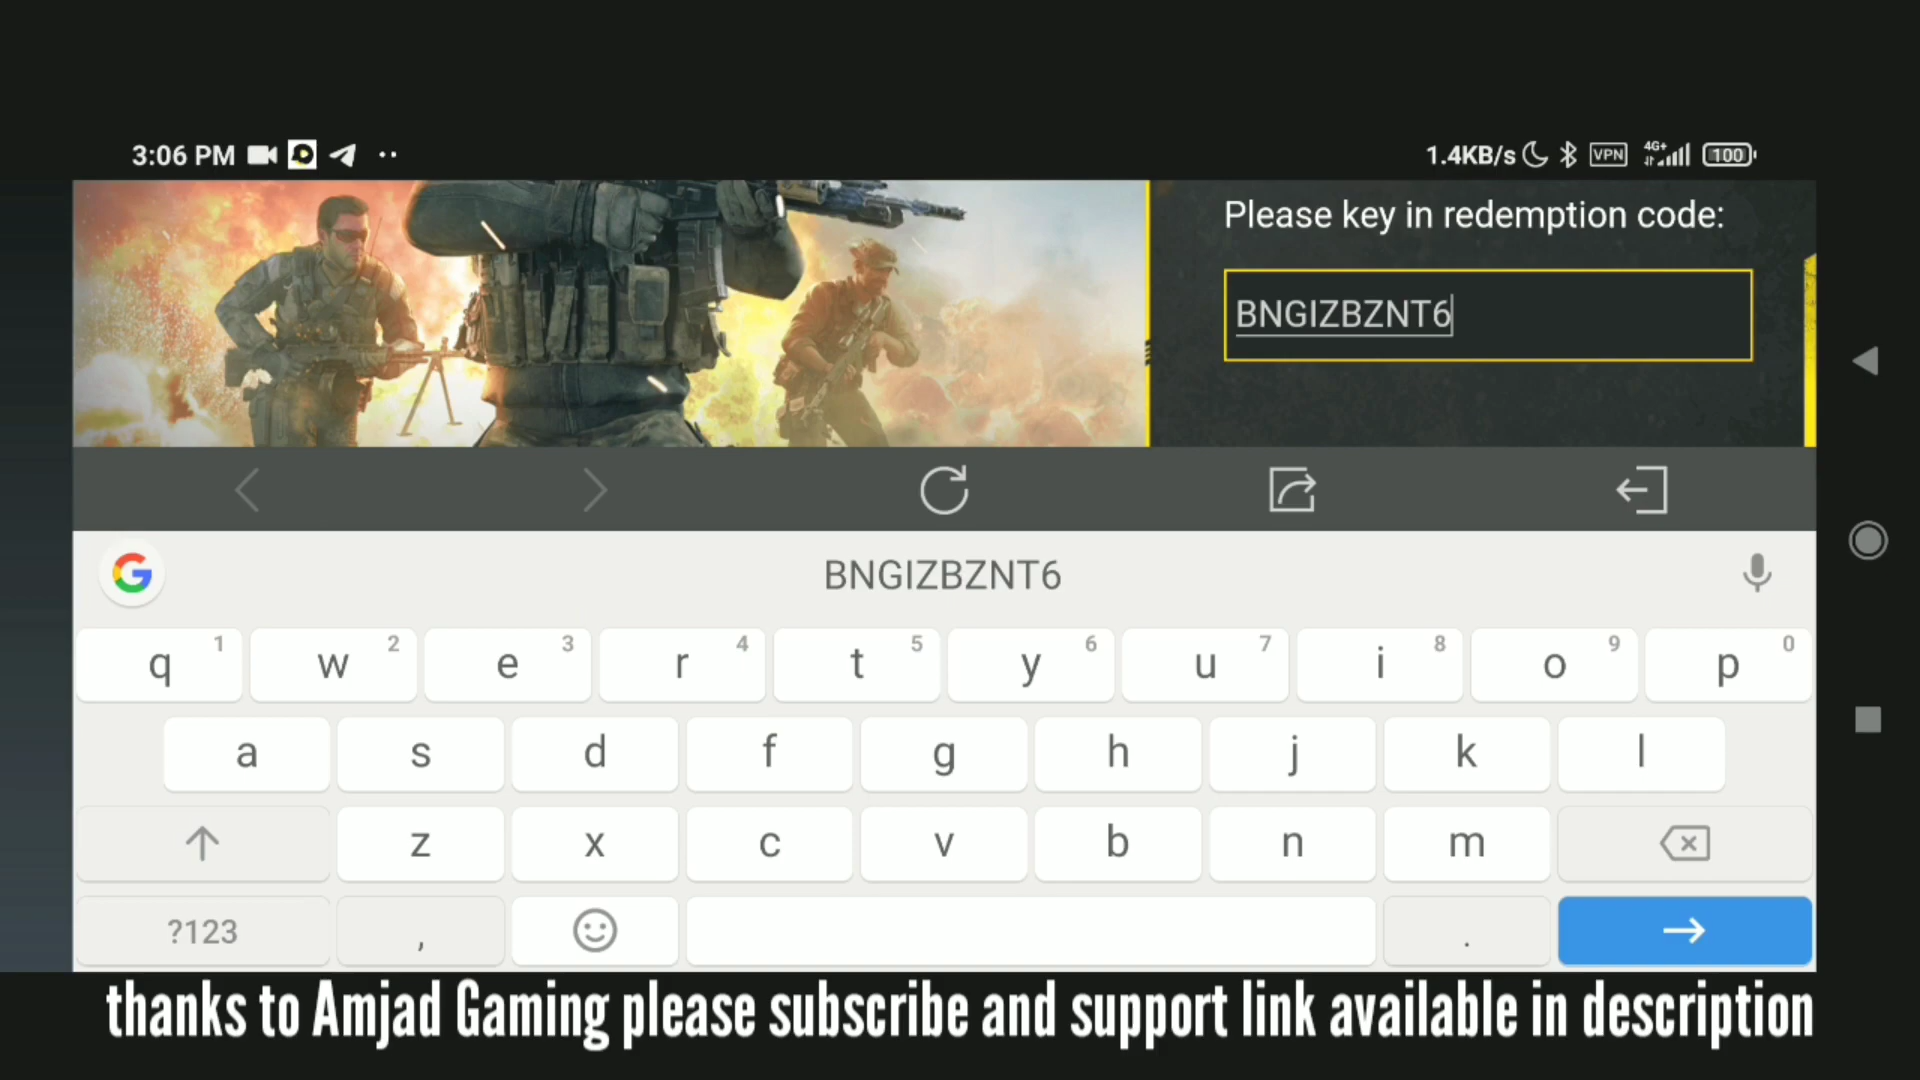 3:06 PM
1.4KB/s VPN 4G+ 100
Please key in redemption code:
BNGIZBZNT6
G BNGIZBZNT6
q 1 w 2 e 3 r 4 t 5 y 6 u 7 i 8 o 9 p 0
a s d f g h j k l
z x c v b n m
?123 , .
thanks to Amjad Gaming please subscribe and support link available in description